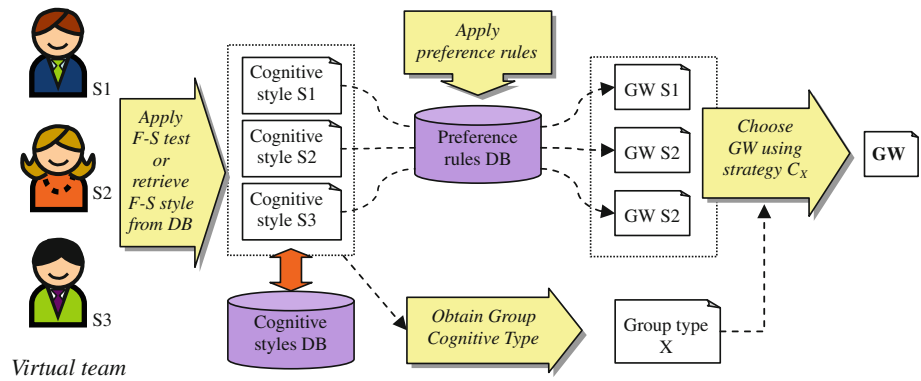 S1
S2
S3
Virtual team
Apply
F-S test
or
retrieve
F-S style
from DB
Cognitive
style S1
Cognitive
style S2
Cognitive
style S3
Cognitive
styles DB
Apply
preference rules
Preference
rules DB
GW S1
GW S2
GW S2
Choose
GW using
strategy CX
GW
Obtain Group
Cognitive Type
Group type
X